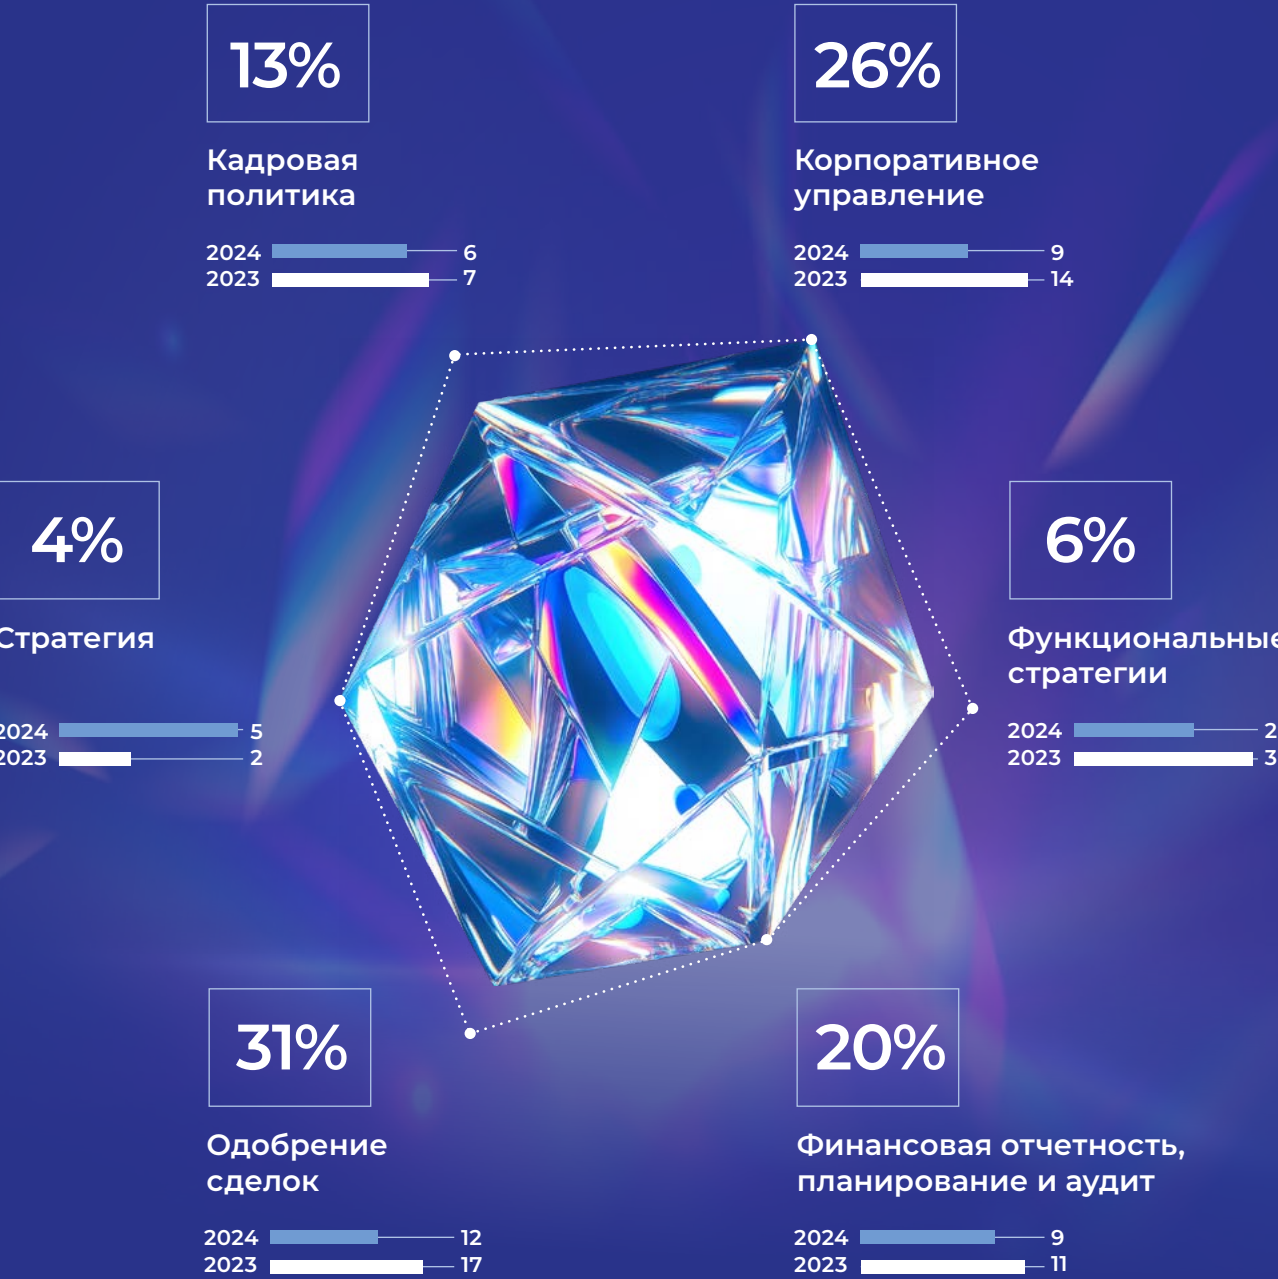 13%
Кадровая
политика
2024 6
2023 7
26%
Корпоративное
управление
2024 9
2023 14
4%
Стратегия
2024 5
2023 2
6%
Функциональные
стратегии
2024 2
2023 3
31%
Одобрение
сделок
2024 12
2023 17
20%
Финансовая отчетность,
планирование и аудит
2024 9
2023 11